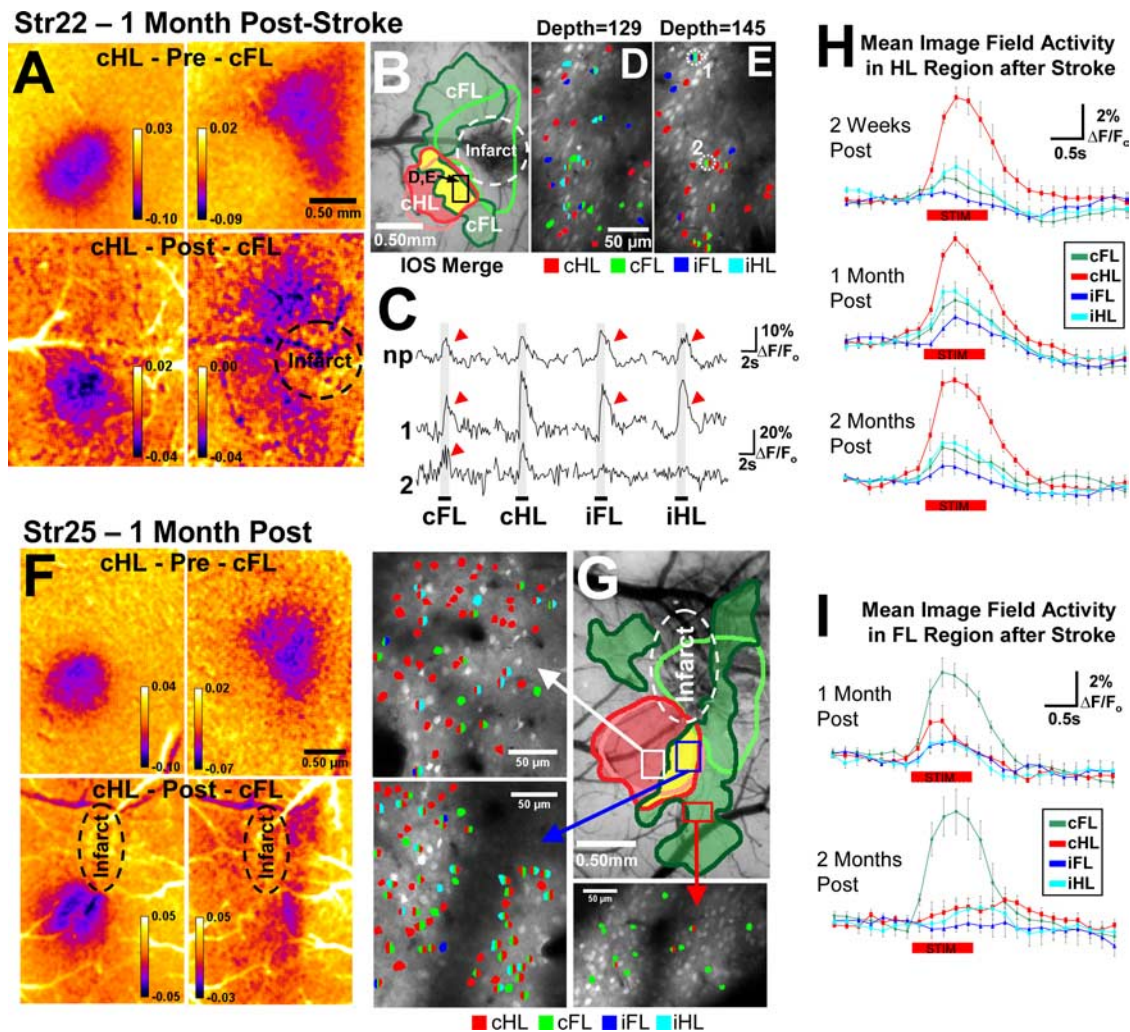 Str22 – 1 Month Post-Stroke
A
cHL - Pre - cFL
0.03
-0.10
0.02
-0.09
0.50 mm
cHL - Post - cFL
Infarct
0.02
-0.04
0.00
-0.04
B
cFL
Infarct
D,E
cHL
cFL
0.50mm
IOS Merge
Depth=129
D
50 µm
Depth=145
E
1
2
cHL cFL iFL iHL
C
np
1
2
10%
2s ΔF/Fo
20%
2s ΔF/Fo
cFL cHL iFL iHL
Str25 – 1 Month Post
F
cHL - Pre - cFL
0.04
-0.10
0.02
-0.07
0.50 µm
cHL - Post - cFL
Infarct
Infarct
0.05
-0.05
0.05
-0.03
50 µm
50 µm
G
Infarct
0.50mm
50 µm
cHL cFL iFL iHL
H
Mean Image Field Activity
in HL Region after Stroke
2 Weeks
Post
2%
ΔF/Fo
0.5s
STIM
1 Month
Post
STIM
cFL
cHL
iFL
iHL
2 Months
Post
STIM
I
Mean Image Field Activity
in FL Region after Stroke
1 Month
Post
2%
ΔF/Fo
0.5s
STIM
2 Months
Post
cFL
cHL
iFL
iHL
STIM